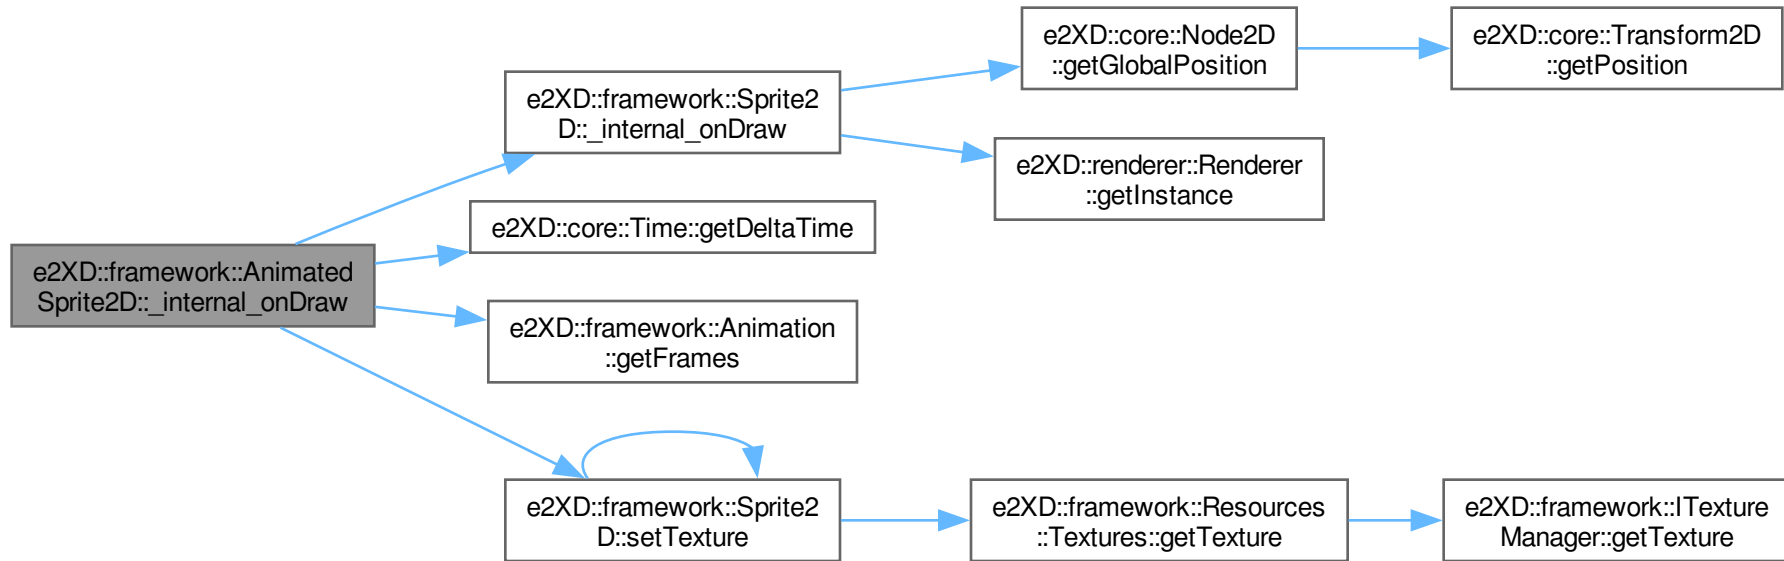 e2XD::framework::Animated
Sprite2D::_internal_onDraw
e2XD::framework::Sprite2
D::_internal_onDraw
e2XD::core::Node2D
::getGlobalPosition
e2XD::core::Transform2D
::getPosition
e2XD::renderer::Renderer
::getInstance
e2XD::core::Time::getDeltaTime
e2XD::framework::Animation
::getFrames
e2XD::framework::Sprite2
D::setTexture
e2XD::framework::Resources
::Textures::getTexture
e2XD::framework::ITexture
Manager::getTexture